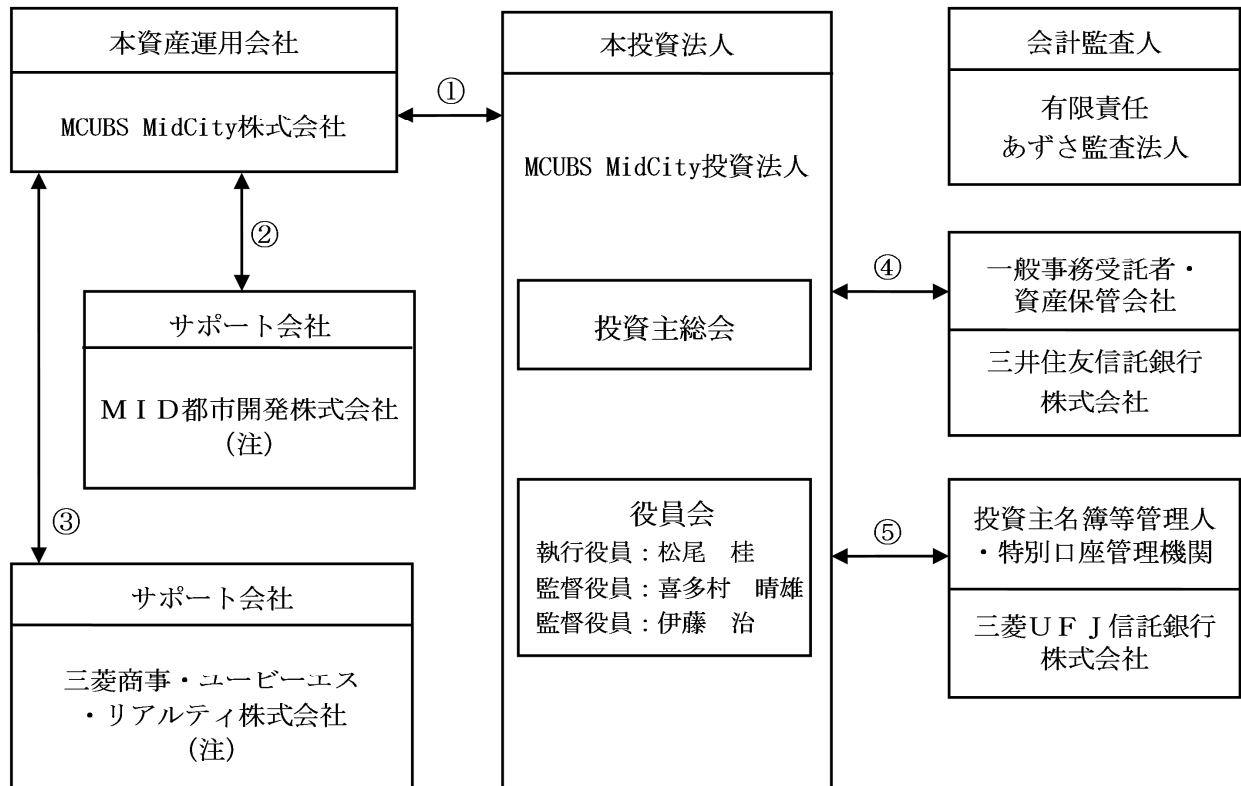 本資産運用会社
MCUBS MidCity株式会社
①
②
サポート会社
ＭＩＤ都市開発株式会社
(注)
③
サポート会社
三菱商事・ユービーエス
・リアルティ株式会社
(注)
本投資法人
MCUBS MidCity投資法人
投資主総会
役員会
執行役員：松尾　桂
監督役員：喜多村　晴雄
監督役員：伊藤　治
会計監査人
有限責任
あずさ監査法人
④
一般事務受託者・
資産保管会社
三井住友信託銀行
株式会社
⑤
投資主名簿等管理人
・特別口座管理機関
三菱ＵＦＪ信託銀行
株式会社